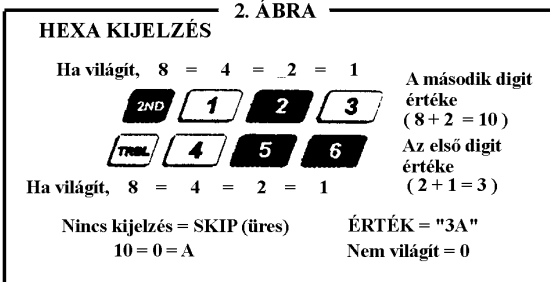 2. ÁBRA
HEXA KIJELZÉS
Ha világít, 8 = 4 = 2 = 1
2ND 1 2 3
A második digit
értéke
( 8 + 2 = 10 )
TRBL 4 5 6
Az első digit
értéke
( 2 + 1 = 3 )
Ha világít, 8 = 4 = 2 = 1
Nincs kijelzés = SKIP (üres)
ÉRTÉK = "3A"
10 = 0 = A
Nem világít = 0